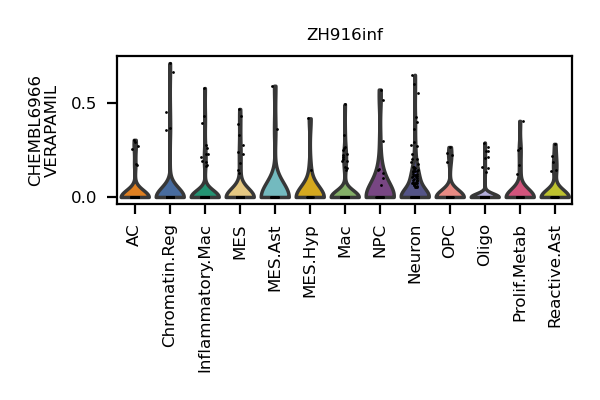 ZH916inf
CHEMBL6966
VERAPAMIL
0.5
0.0
AC
Chromatin.Reg
Inflammatory.Mac
MES
MES.Ast
MES.Hyp
Mac
NPC
Neuron
OPC
Oligo
Prolif.Metab
Reactive.Ast